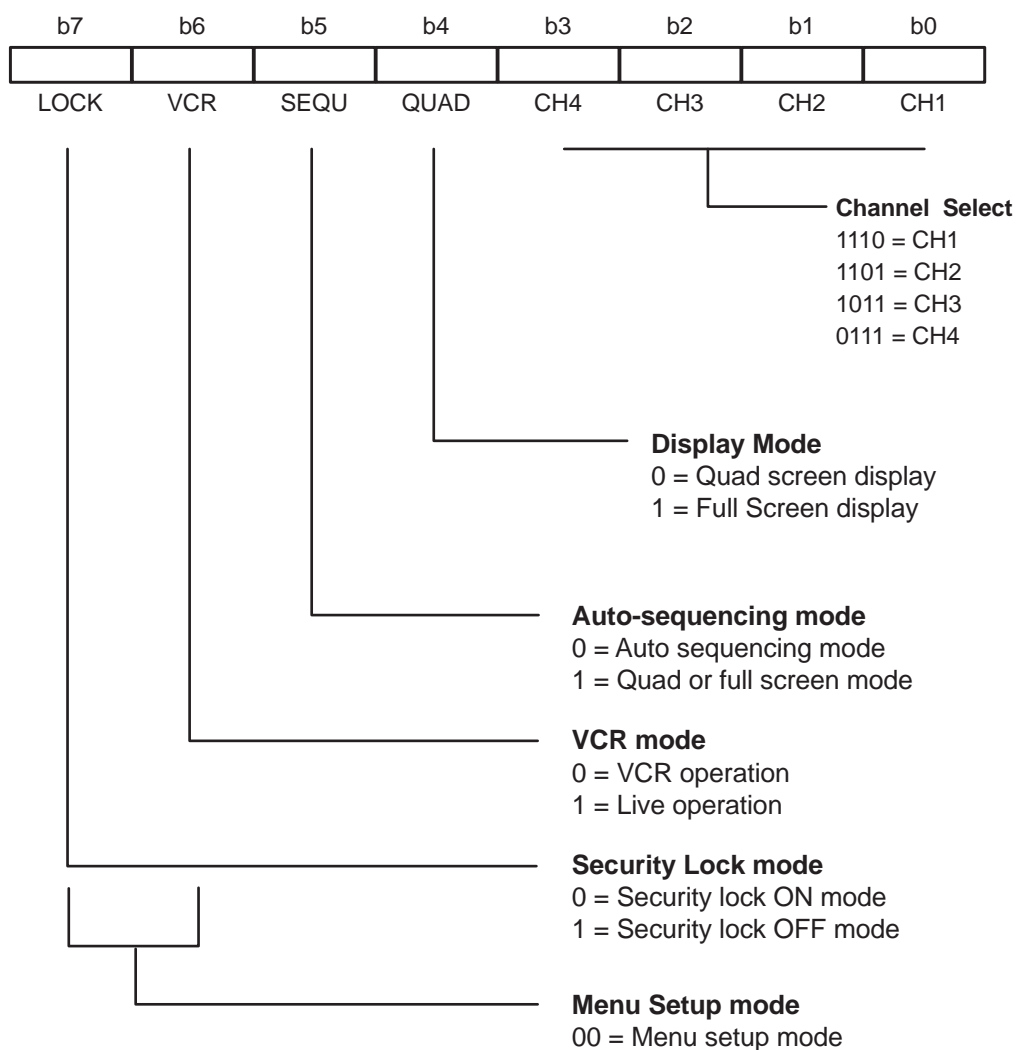 b7 b6 b5 b4 b3 b2 b1 b0
LOCK VCR SEQU QUAD CH4 CH3 CH2 CH1
Channel Select
1110 = CH1
1101 = CH2
1011 = CH3
0111 = CH4
Display Mode
0 = Quad screen display
1 = Full Screen display
Auto-sequencing mode
0 = Auto sequencing mode
1 = Quad or full screen mode
VCR mode
0 = VCR operation
1 = Live operation
Security Lock mode
0 = Security lock ON mode
1 = Security lock OFF mode
Menu Setup mode
00 = Menu setup mode